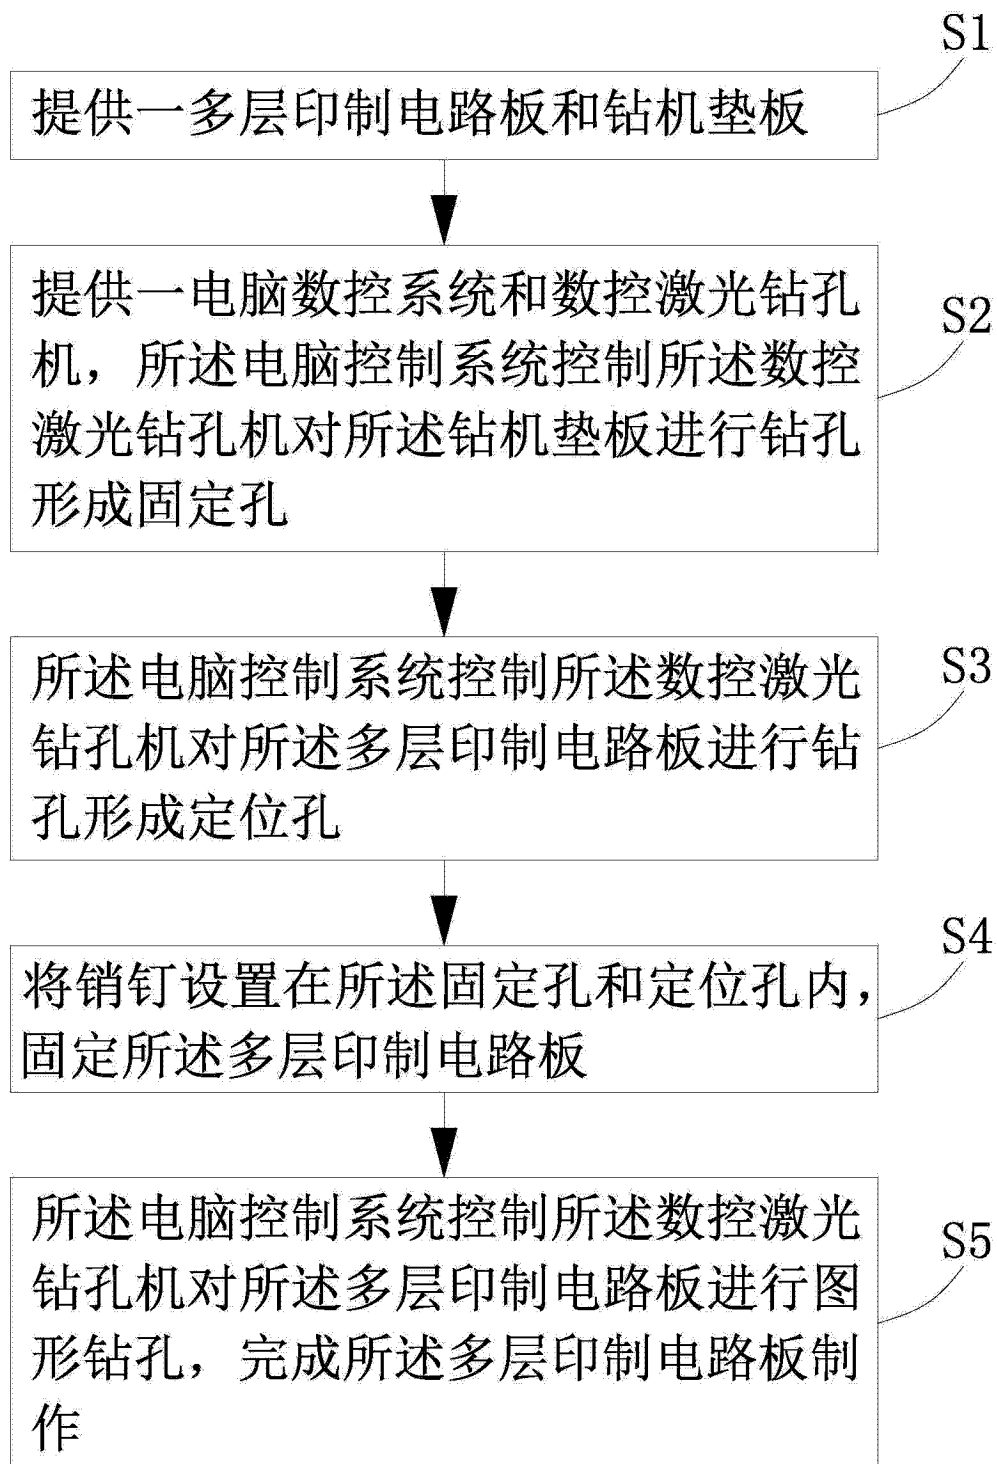 S1
提供一多层印制电路板和钻机垫板
S2
提供一电脑数控系统和数控激光钻孔
机，所述电脑控制系统控制所述数控
激光钻孔机对所述钻机垫板进行钻孔
形成固定孔
S3
所述电脑控制系统控制所述数控激光
钻孔机对所述多层印制电路板进行钻
孔形成定位孔
S4
将销钉设置在所述固定孔和定位孔内，
固定所述多层印制电路板
S5
所述电脑控制系统控制所述数控激光
钻孔机对所述多层印制电路板进行图
形钻孔，完成所述多层印制电路板制
作